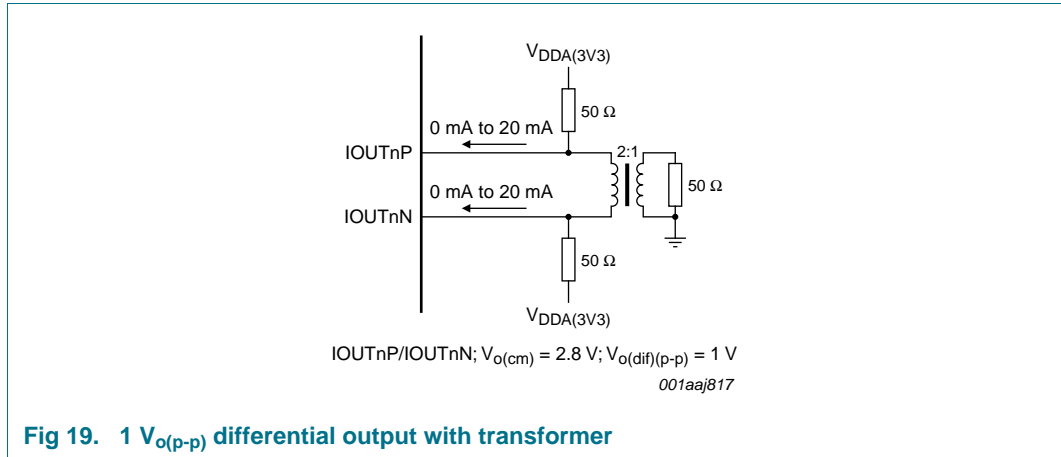 VDDA(3V3)
50 Ω
0 mA to 20 mA
IOUTnP
2:1
50 Ω
0 mA to 20 mA
IOUTnN
50 Ω
VDDA(3V3)
IOUTnP/IOUTnN; Vo(cm) = 2.8 V; Vo(dif)(p-p) = 1 V
001aaj817
Fig 19. 1 Vo(p-p) differential output with transformer